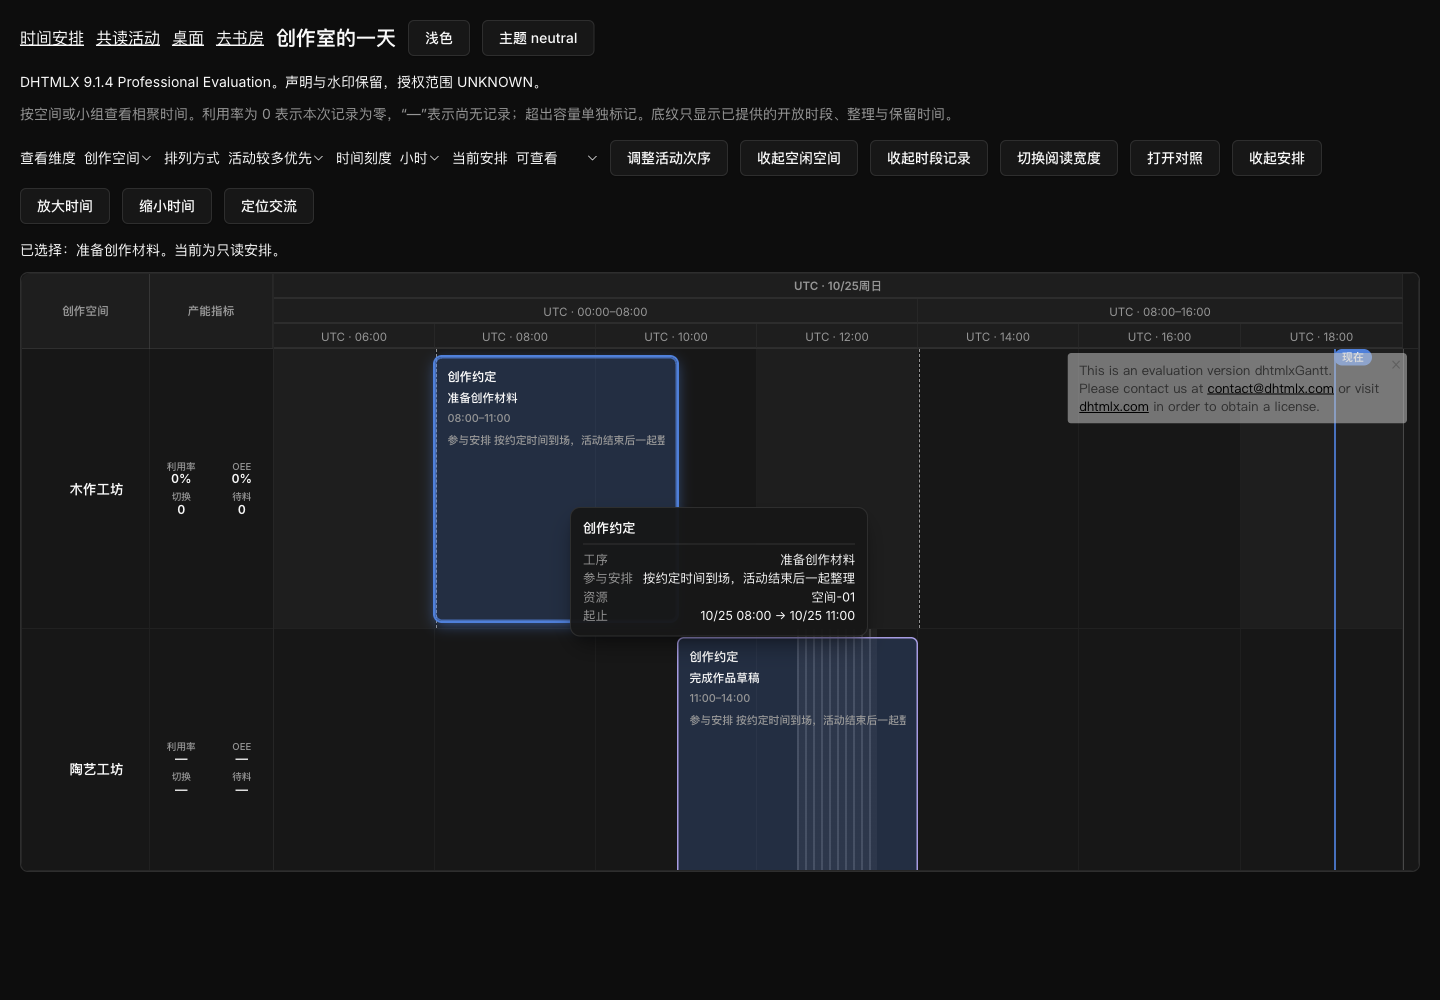 时间安排 共读活动 桌面 去书房 创作室的一天 浅色 主题 neutral
DHTMLX 9.1.4 Professional Evaluation。声明与水印保留，授权范围 UNKNOWN。
按空间或小组查看相聚时间。利用率为 0 表示本次记录为零，“—”表示尚无记录；超出容量单独标记。底纹只显示已提供的开放时段、整理与保留时间。
查看维度 创作空间 排列方式 活动较多优先 时间刻度 小时 当前安排 可查看 调整活动次序 收起空闲空间 收起时段记录 切换阅读宽度 打开对照 收起安排
放大时间 缩小时间 定位交流
已选择：准备创作材料。当前为只读安排。
创作空间 产能指标
UTC · 10/25周日
UTC · 00:00–08:00 UTC · 08:00–16:00
UTC · 06:00 UTC · 08:00 UTC · 10:00 UTC · 12:00 UTC · 14:00 UTC · 16:00 UTC · 18:00
现在
This is an evaluation version dhtmlxGantt.
Please contact us at contact@dhtmlx.com or visit
dhtmlx.com in order to obtain a license.
创作约定
准备创作材料
08:00–11:00
参与安排 按约定时间到场，活动结束后一起
木作工坊
利用率 OEE
0% 0%
切换 待料
0 0
创作约定
工序 准备创作材料
参与安排 按约定时间到场，活动结束后一起整理
资源 空间-01
起止 10/25 08:00 → 10/25 11:00
创作约定
完成作品草稿
11:00–14:00
参与安排 按约定时间到场，活动结束后一起
陶艺工坊
利用率 OEE
— —
切换 待料
— —